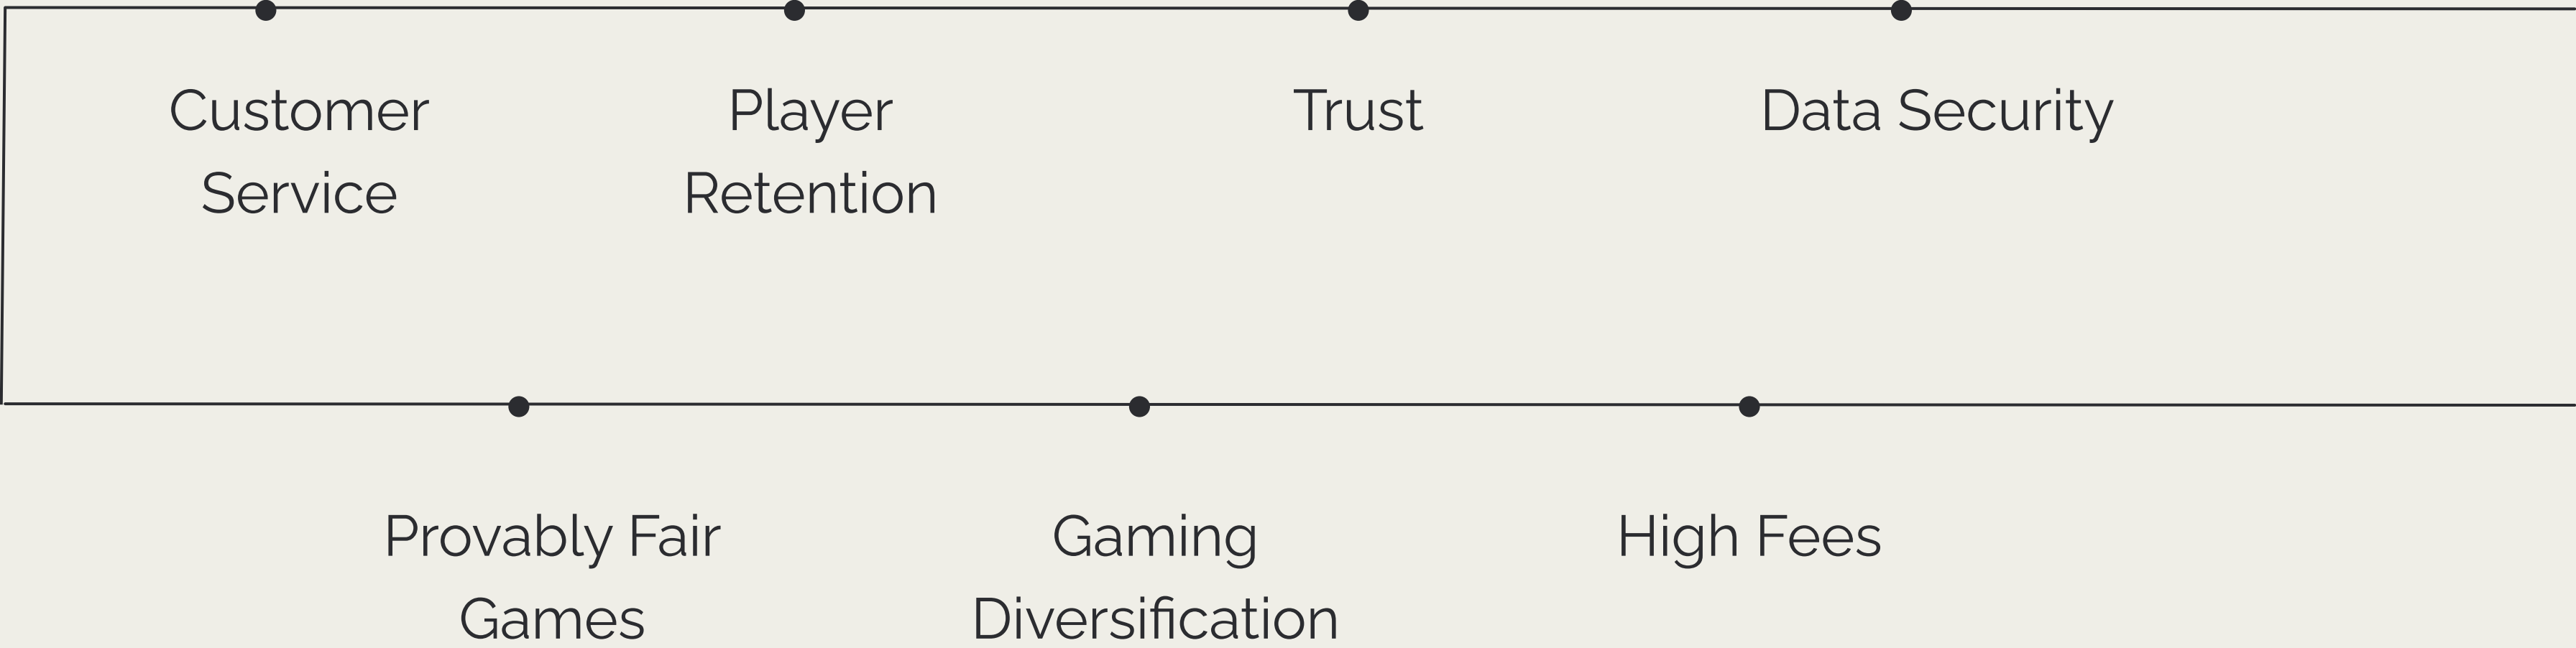 Customer
Service
Player
Retention
Trust
Data Security
Provably Fair
Games
Gaming
Diversification
High Fees